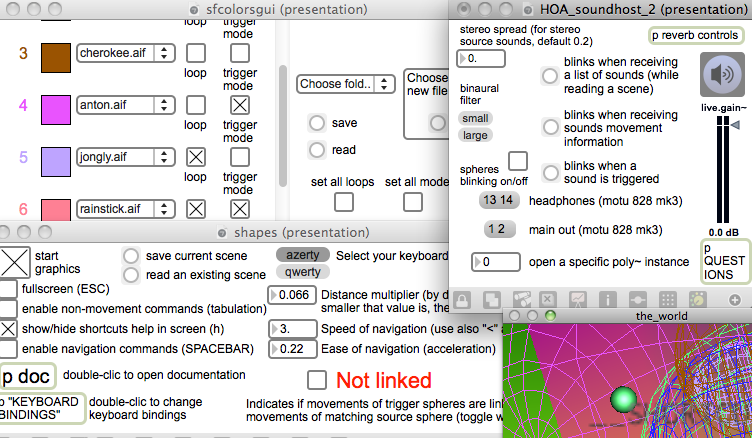 sfcolorsgui (presentation)
3
cherokee.aif
loop
trigger
mode
4
anton.aif
loop
trigger
mode
5
jongly.aif
loop
trigger
mode
6
rainstick.aif
Choose fold..
Choose
new file
save
read
set all loops
set all mode
HOA_soundhost_2 (presentation)
stereo spread (for stereo
source sounds, default 0.2)
p reverb controls
0.
blinks when receiving
a list of sounds (while
reading a scene)
binaural
filter
small
large
blinks when receiving
sounds movement
information
live.gain~
spheres
blinking on/off
blinks when a
sound is triggered
13 14
headphones (motu 828 mk3)
1 2
main out (motu 828 mk3)
0.0 dB
0
open a specific poly~ instance
p
QUEST
IONS
shapes (presentation)
start
graphics
save current scene
read an existing scene
azerty
qwerty
Select your keyboard
fullscreen (ESC)
enable non-movement commands (tabulation)
show/hide shortcuts help in screen (h)
enable navigation commands (SPACEBAR)
0.066
Distance multiplier (by d
smaller that value is, the
3.
Speed of navigation (use also "<"
0.22
Ease of navigation (acceleration)
p doc
double-clic to open documentation
Not linked
"KEYBOARD
BINDINGS"
double-clic to change
keyboard bindings
Indicates if movements of trigger spheres are link
movements of matching source sphere (toggle w
the_world